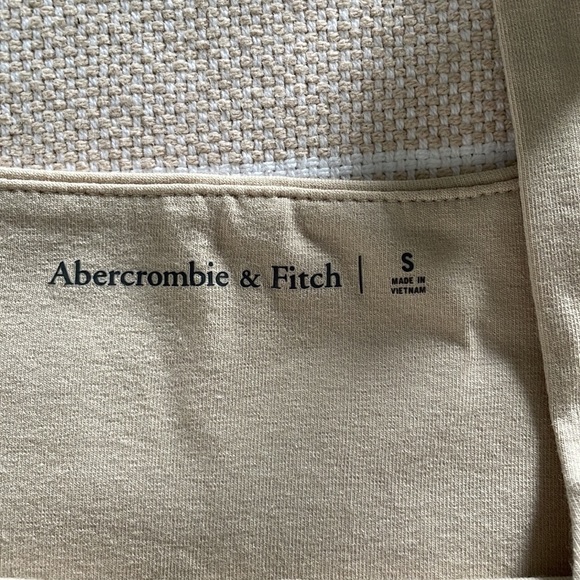 Abercrombie & Fitch | S
MADE IN
VIETNAM